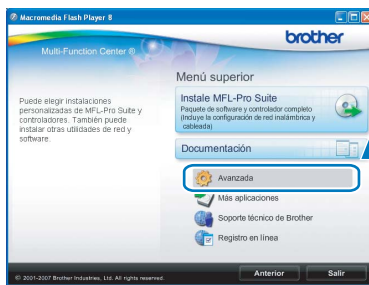 Macromedia Flash Player 8
brother
Multi-Function Center ®
Menú superior
Puede elegir instalaciones
personalizadas de MFL-Pro Suite y
controladores. También puede
instalar otras utilidades de red y
software.
Instale MFL-Pro Suite
Paquete de software y controlador completo
(Incluye la configuración de red inalámbrica y
cableada)
Documentación
Avanzada
Más aplicaciones
Soporte técnico de Brother
Registro en línea
© 2001-2007 Brother Industries, Ltd. All rights reserved.
Anterior
Salir